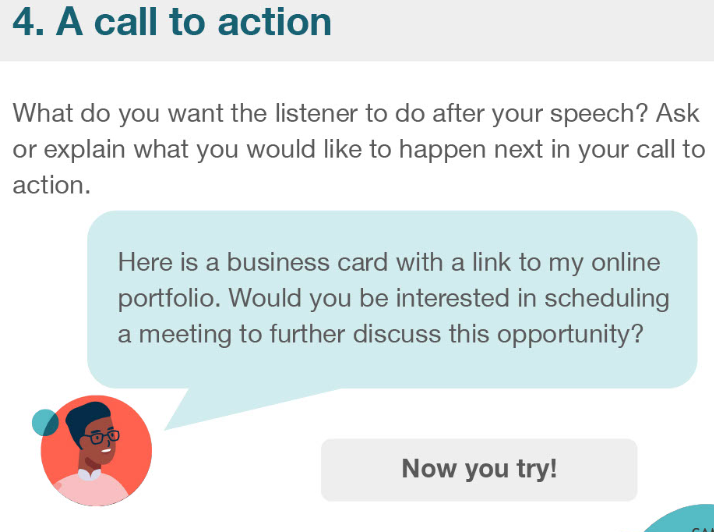 4. A call to action
What do you want the listener to do after your speech? Ask
or explain what you would like to happen next in your call to
action.
Here is a business card with a link to my online
portfolio. Would you be interested in scheduling
a meeting to further discuss this opportunity?
Now you try!